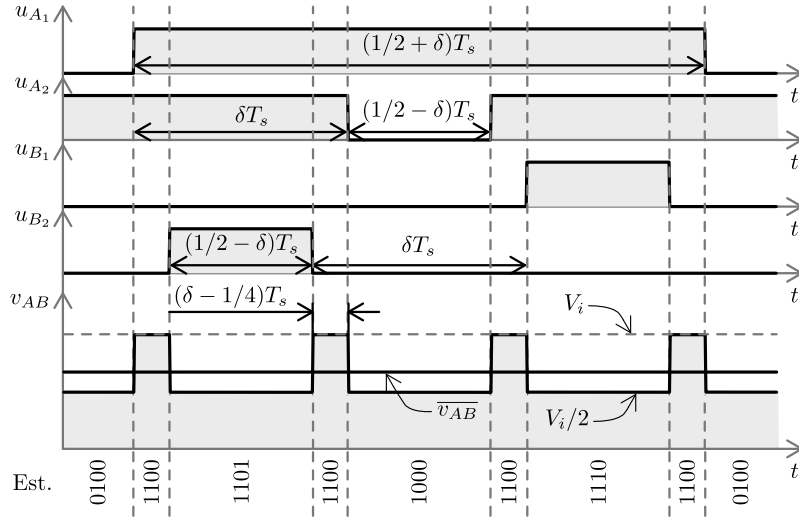 u_{A_1}
(1/2 + δ)T_s
t
u_{A_2}
δT_s
(1/2 − δ)T_s
t
u_{B_1}
t
u_{B_2}
(1/2 − δ)T_s
δT_s
t
v_{AB}
(δ − 1/4)T_s
V_i
\overline{v_{AB}}
V_i/2
t
Est.
0100
1100
1101
1100
1000
1100
1110
1100
0100